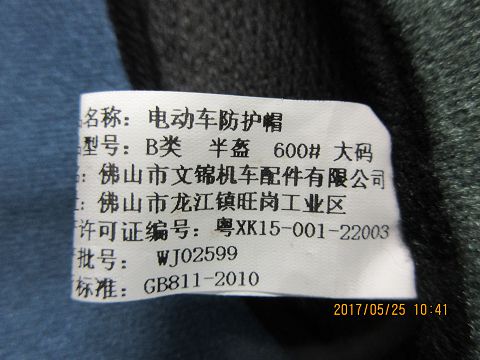 品名称：电动车防护帽
型号：B类 半盔 600# 大码
：佛山市文锦机车配件有限公司
：佛山市龙江镇旺岗工业区
许可证编号：粤XK15-001-22003
批号：WJ02599
标准：GB811-2010
2017/05/25 10:41